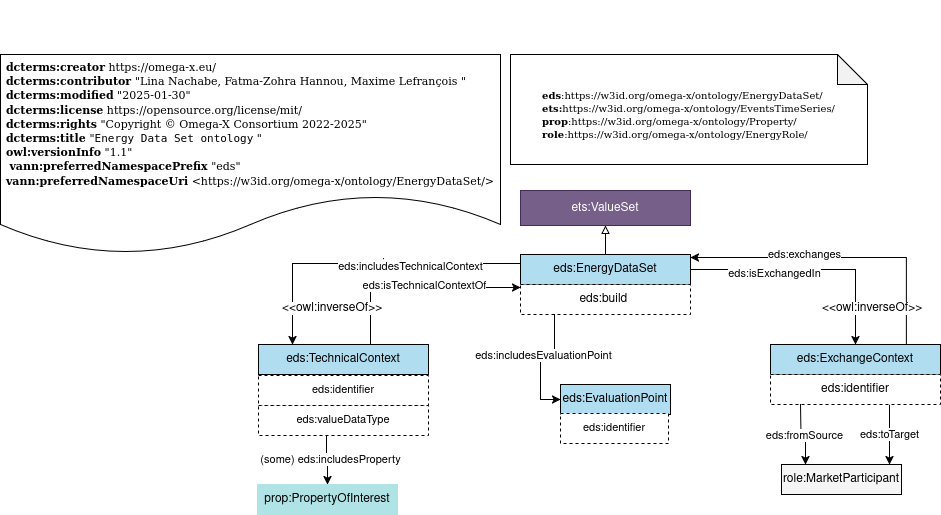 dcterms:creator https://omega-x.eu/
dcterms:contributor "Lina Nachabe, Fatma-Zohra Hannou, Maxime Lefrançois "
dcterms:modified "2025-01-30"
dcterms:license https://opensource.org/license/mit/
dcterms:rights "Copyright © Omega-X Consortium 2022-2025"
dcterms:title "Energy Data Set ontology "
owl:versionInfo "1.1"
vann:preferredNamespacePrefix "eds"
vann:preferredNamespaceUri <https://w3id.org/omega-x/ontology/EnergyDataSet/>
eds:https://w3id.org/omega-x/ontology/EnergyDataSet/
ets:https://w3id.org/omega-x/ontology/EventsTimeSeries/
prop:https://w3id.org/omega-x/ontology/Property/
role:https://w3id.org/omega-x/ontology/EnergyRole/
ets:ValueSet
eds:EnergyDataSet
eds:build
eds:includesTechnicalContext
eds:isTechnicalContextOf
<<owl:inverseOf>>
eds:exchanges
eds:isExchangedIn
<<owl:inverseOf>>
eds:includesEvaluationPoint
eds:TechnicalContext
eds:identifier
eds:valueDataType
(some) eds:includesProperty
prop:PropertyOfInterest
eds:EvaluationPoint
eds:identifier
eds:ExchangeContext
eds:identifier
eds:fromSource
eds:toTarget
role:MarketParticipant